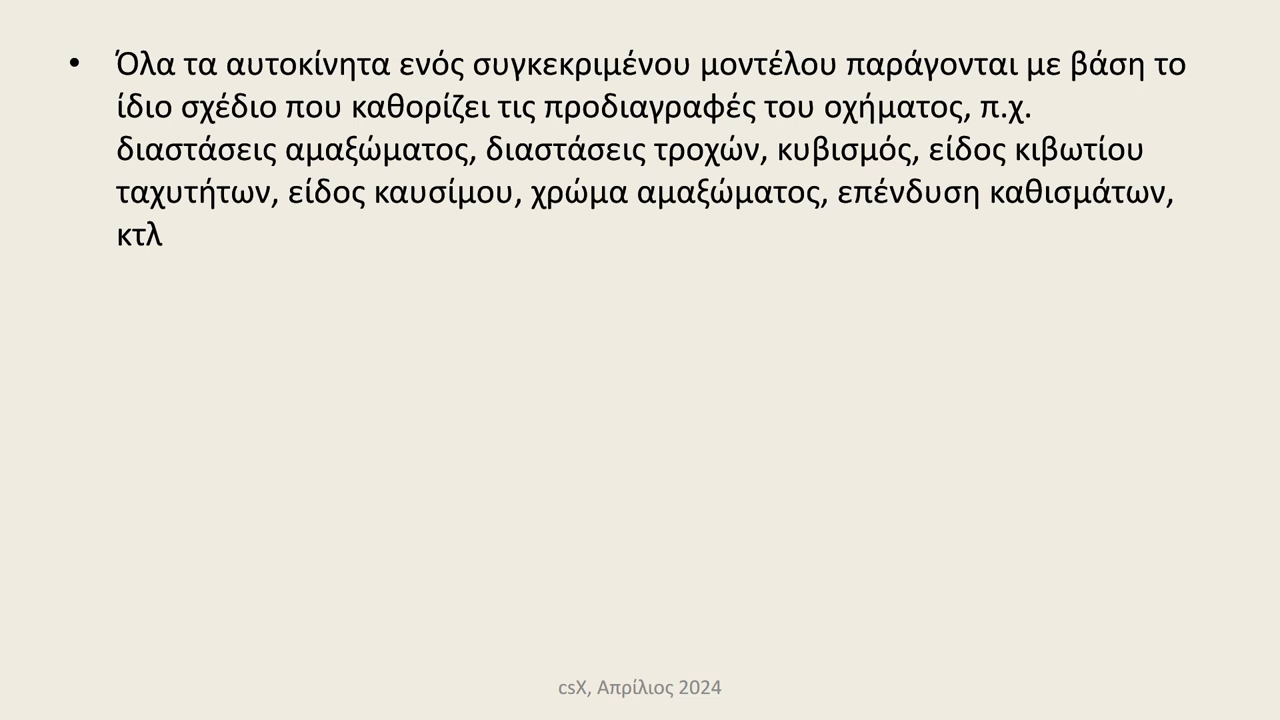 • Όλα τα αυτοκίνητα ενός συγκεκριμένου μοντέλου παράγονται με βάση το
ίδιο σχέδιο που καθορίζει τις προδιαγραφές του οχήματος, π.χ.
διαστάσεις αμαξώματος, διαστάσεις τροχών, κυβισμός, είδος κιβωτίου
ταχυτήτων, είδος καυσίμου, χρώμα αμαξώματος, επένδυση καθισμάτων,
κτλ
csX, Απρίλιος 2024